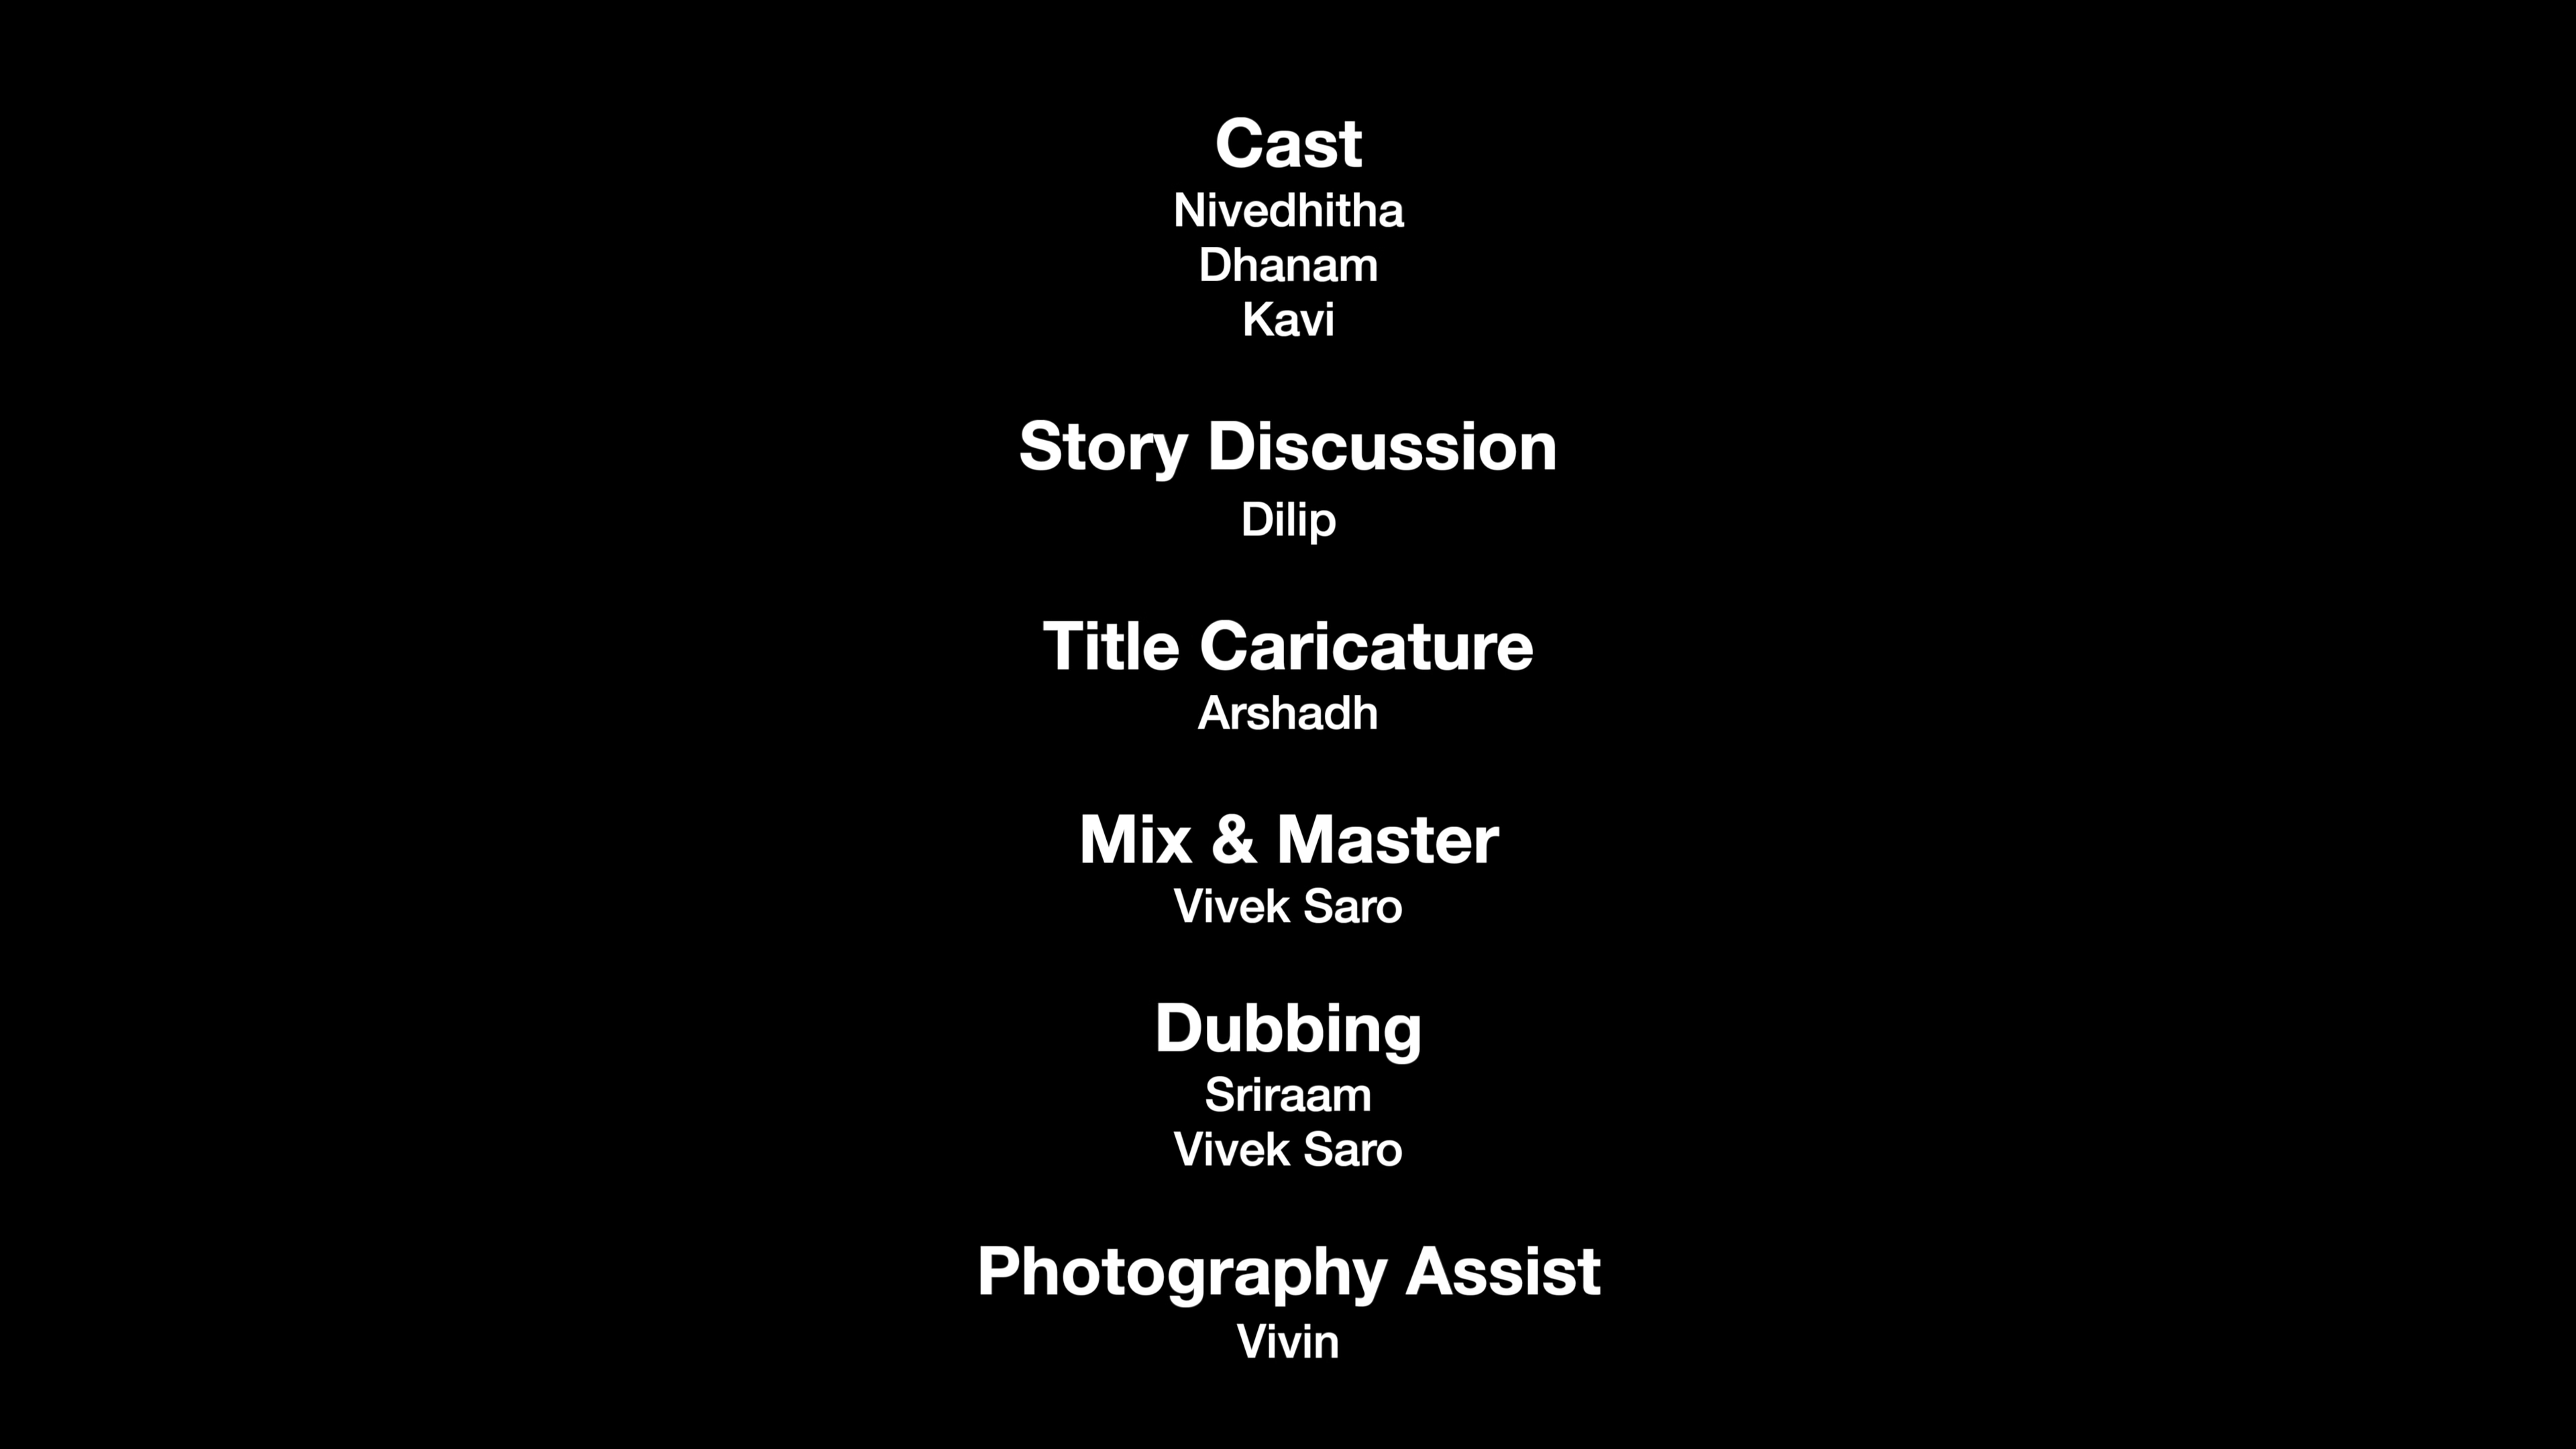 Cast
Nivedhitha
Dhanam
Kavi
Story Discussion
Dilip
Title Caricature
Arshadh
Mix & Master
Vivek Saro
Dubbing
Sriraam
Vivek Saro
Photography Assist
Vivin